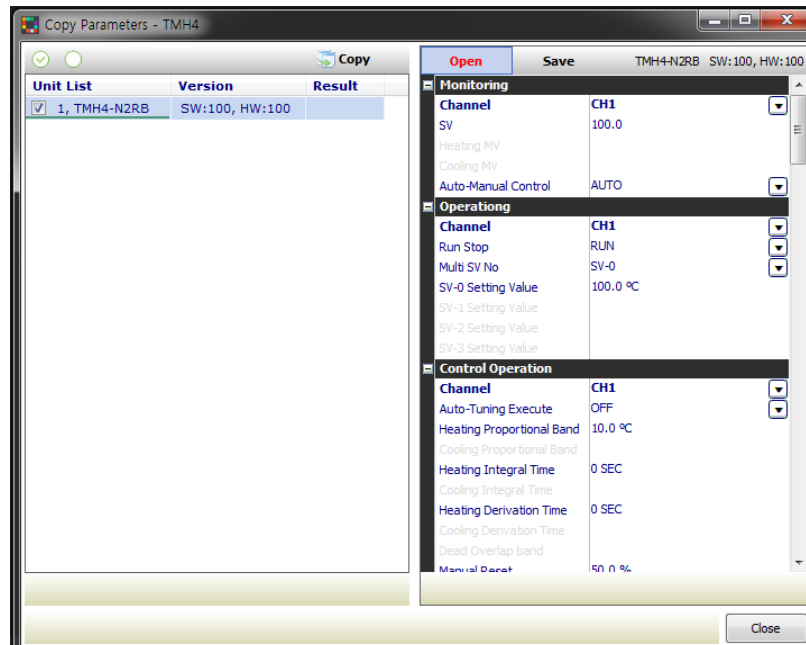 Copy Parameters - TMH4
Copy
Unit List Version Result
1, TMH4-N2RB SW:100, HW:100
Open Save TMH4-N2RB SW:100, HW:100
Monitoring
Channel CH1
SV 100.0
Heating MV
Cooling MV
Auto-Manual Control AUTO
Operationg
Channel CH1
Run Stop RUN
Multi SV No SV-0
SV-0 Setting Value 100.0 ºC
SV-1 Setting Value
SV-2 Setting Value
SV-3 Setting Value
Control Operation
Channel CH1
Auto-Tuning Execute OFF
Heating Proportional Band 10.0 ºC
Cooling Proportional Band
Heating Integral Time 0 SEC
Cooling Integral Time
Heating Derivation Time 0 SEC
Cooling Derivation Time
Dead Overlap band
Manual Reset 50.0 %
Close